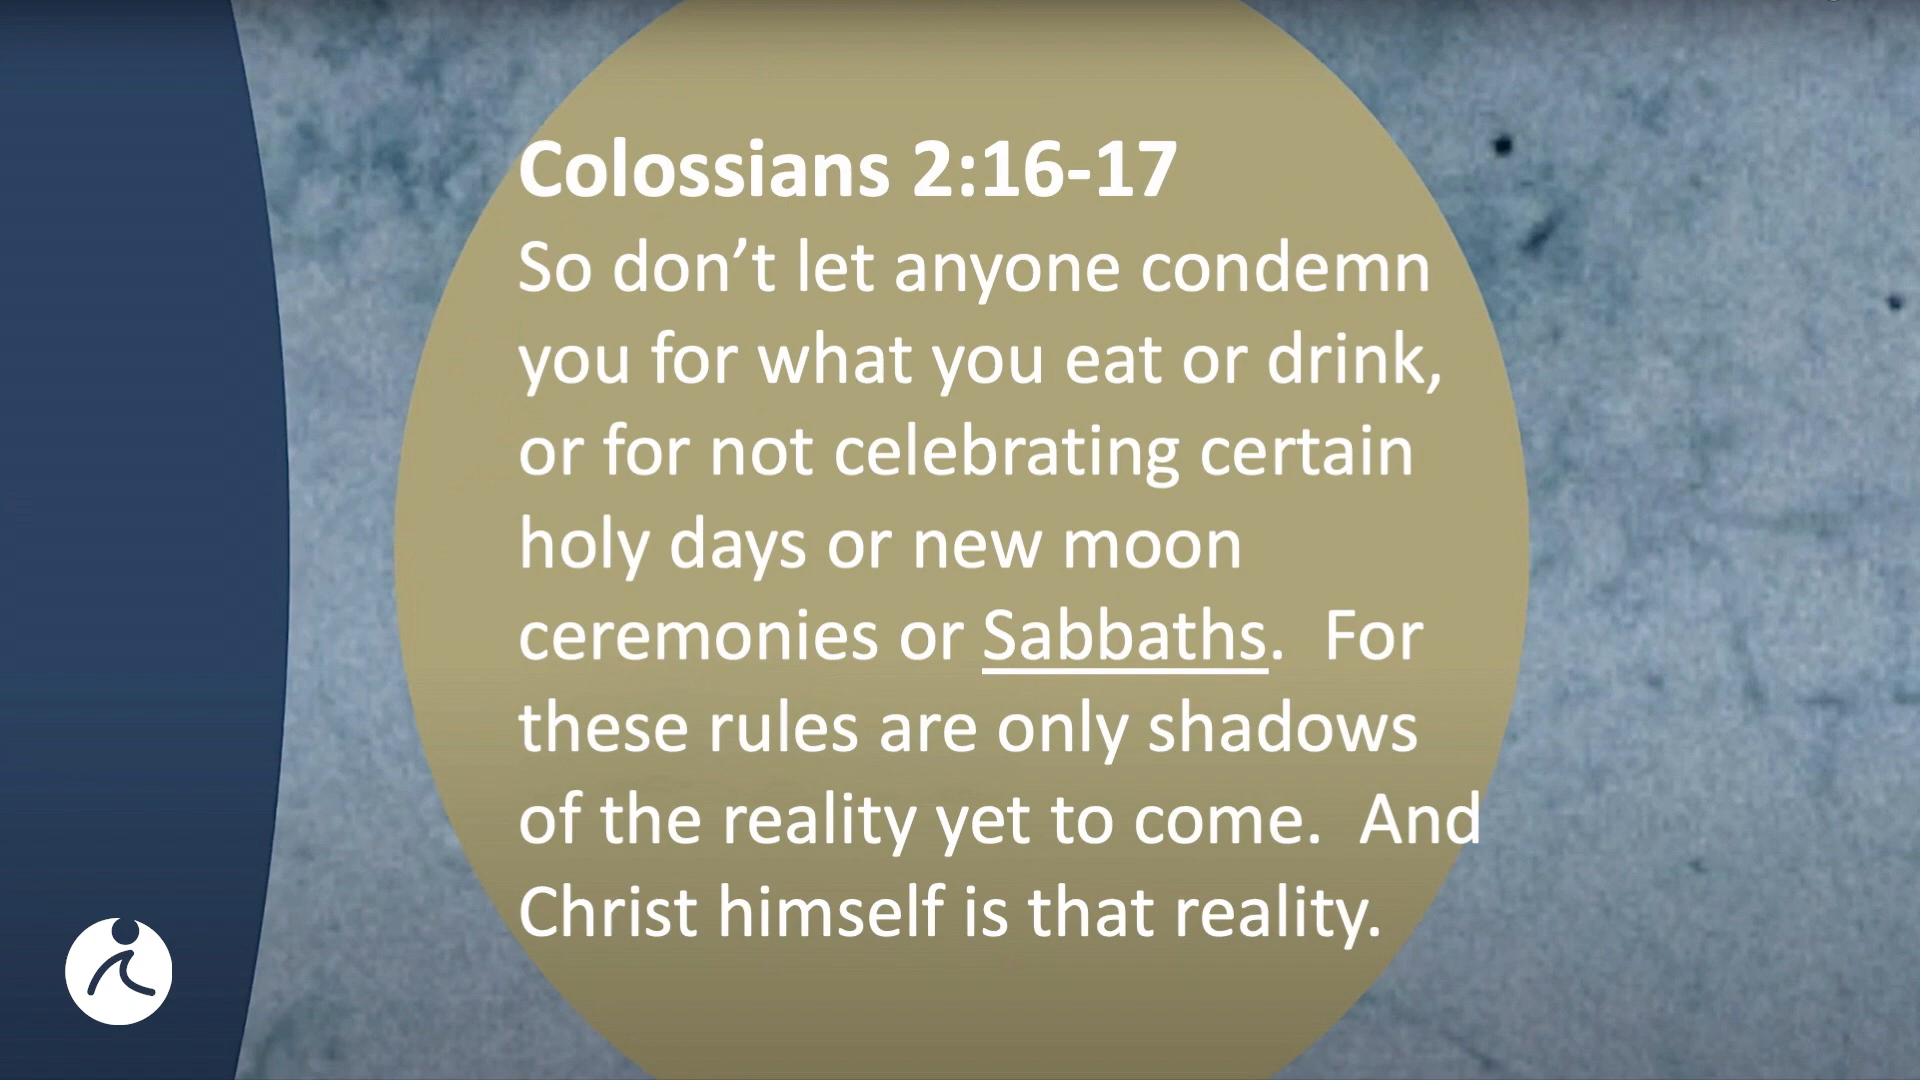 Colossians 2:16-17
So don’t let anyone condemn
you for what you eat or drink,
or for not celebrating certain
holy days or new moon
ceremonies or Sabbaths.  For
these rules are only shadows
of the reality yet to come.  And
Christ himself is that reality.